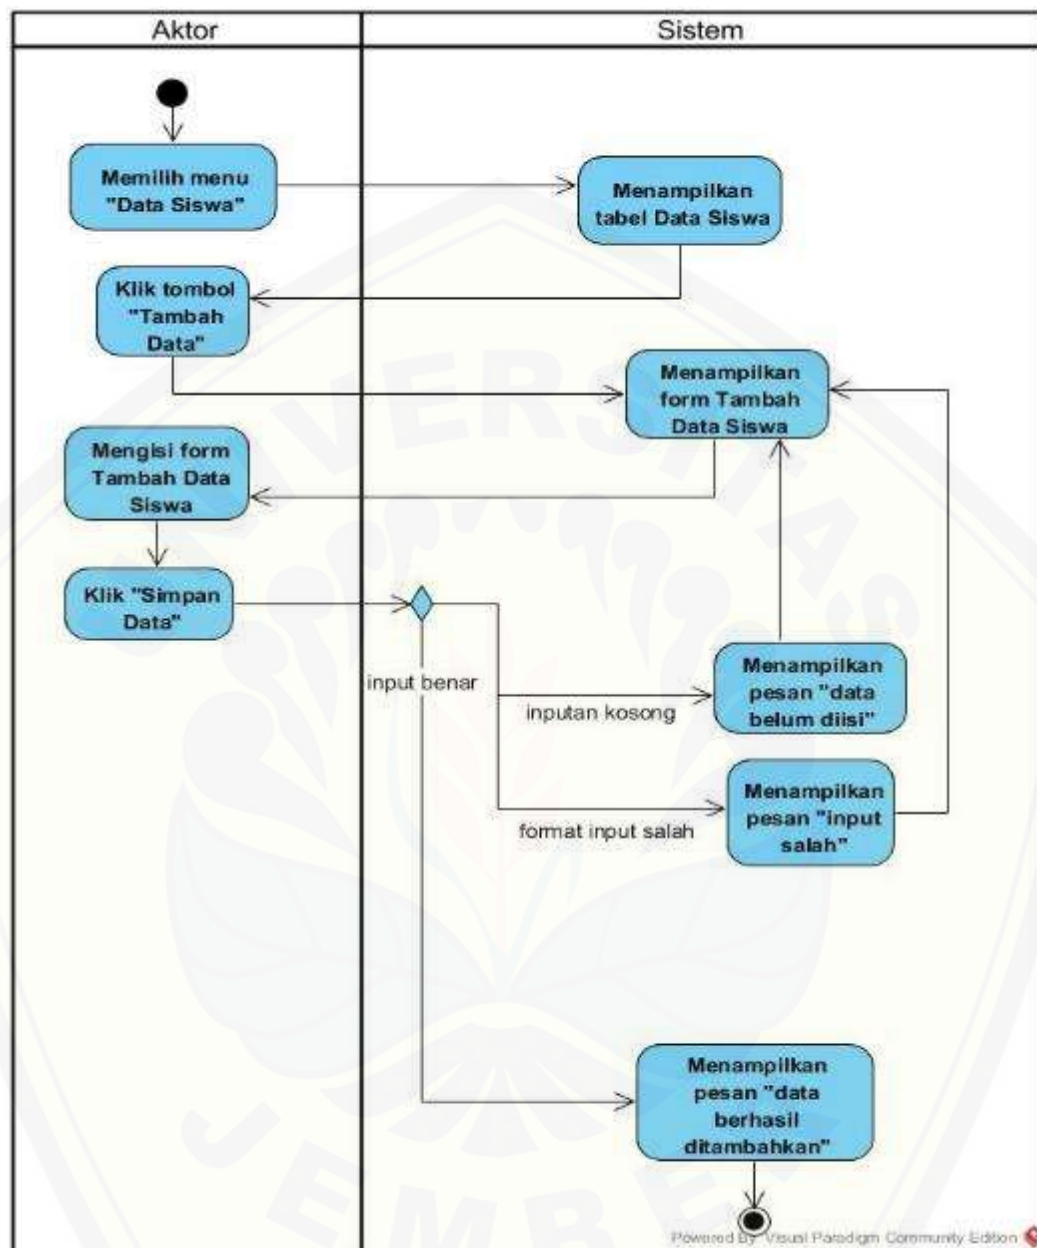 Aktor
Sistem
Memilih menu
"Data Siswa"
Menampilkan
tabel Data Siswa
Klik tombol
"Tambah
Data"
Menampilkan
form Tambah
Data Siswa
Mengisi form
Tambah Data
Siswa
Klik "Simpan
Data"
input benar
inputan kosong
Menampilkan
pesan "data
belum diisi"
format input salah
Menampilkan
pesan "input
salah"
Menampilkan
pesan "data
berhasil
ditambahkan"
Powered By Visual Paradigm Community Edition
UNIVERSITAS
JEMBER